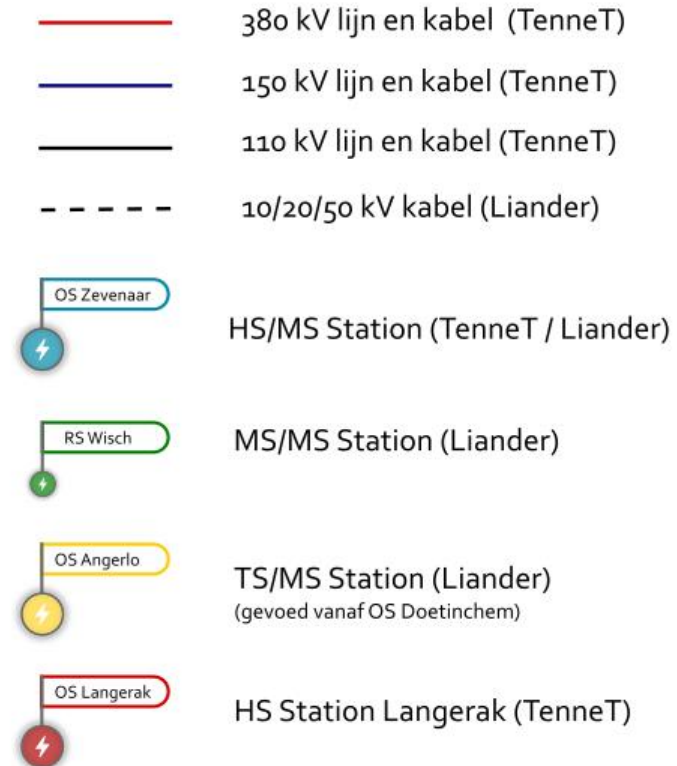 380 kV lijn en kabel (TenneT)
150 kV lijn en kabel (TenneT)
110 kV lijn en kabel (TenneT)
10/20/50 kV kabel (Liander)
OS Zevenaar
HS/MS Station (TenneT / Liander)
RS Wisch
MS/MS Station (Liander)
OS Angerlo
TS/MS Station (Liander)
(gevoed vanaf OS Doetinchem)
OS Langerak
HS Station Langerak (TenneT)